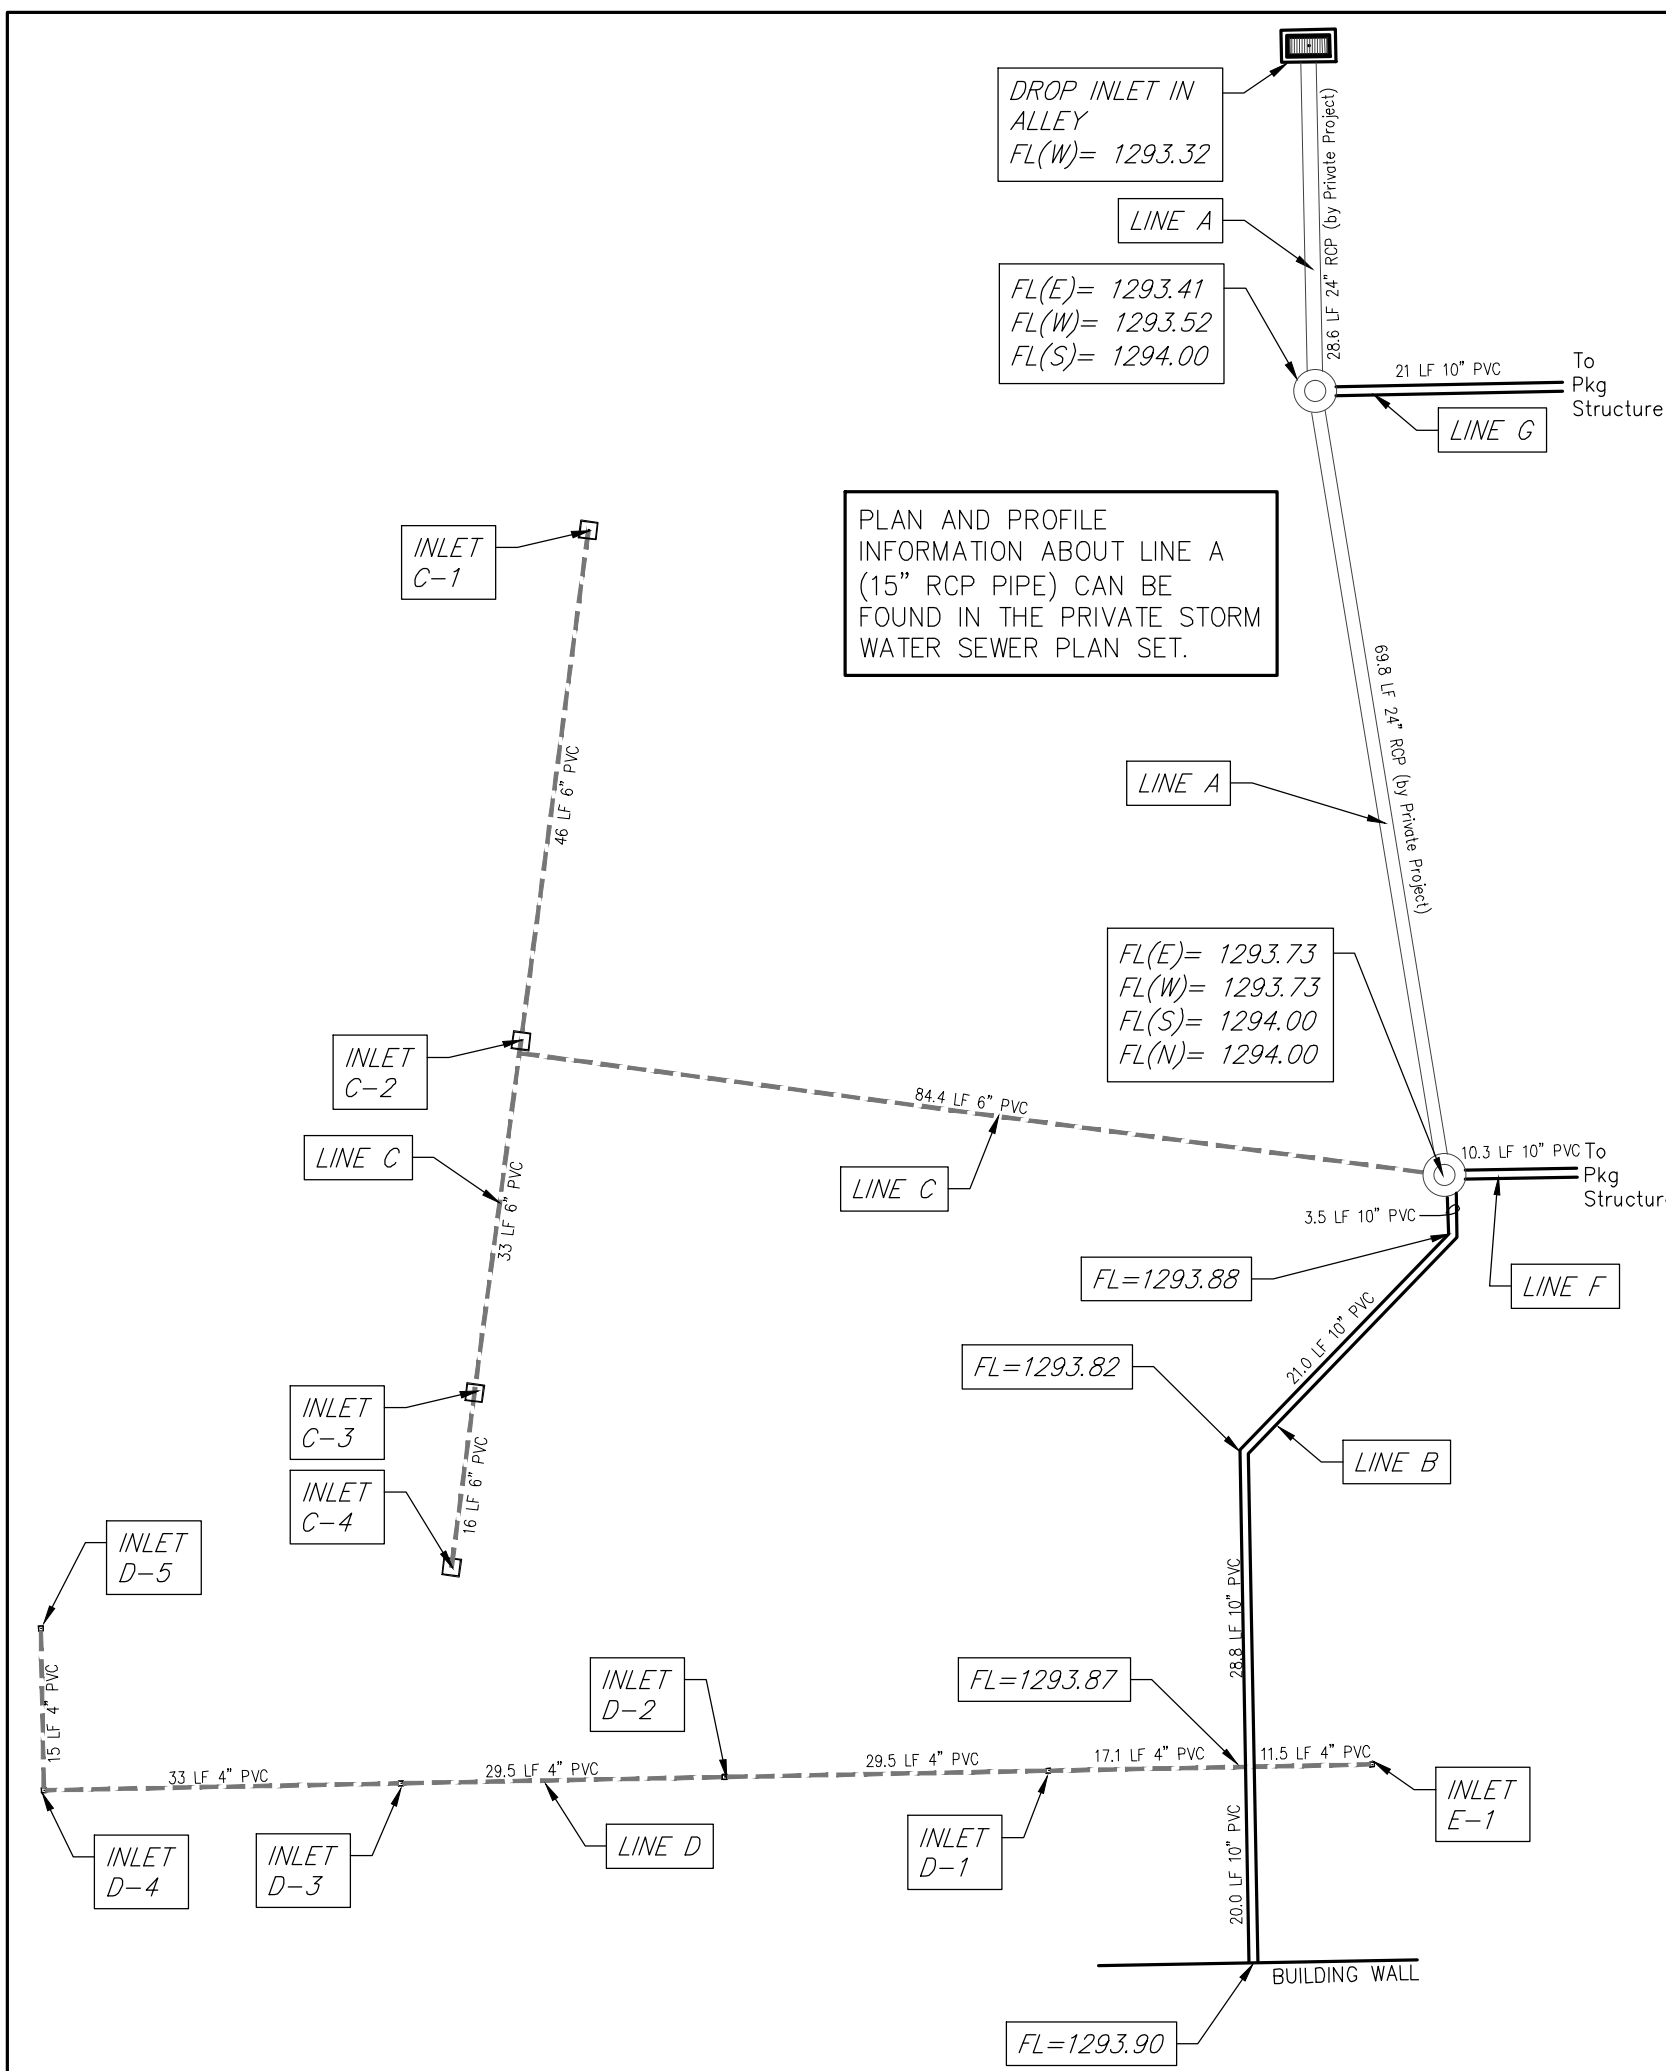 DROP INLET IN
ALLEY
FL(W)= 1293.32
28.6 LF 24" RCP (by Private Project)
LINE A
FL(E)= 1293.41
FL(W)= 1293.52
FL(S)= 1294.00
21 LF 10" PVC
To
Pkg
Structure
LINE G
INLET
C-1
PLAN AND PROFILE
INFORMATION ABOUT LINE A
(15" RCP PIPE) CAN BE
FOUND IN THE PRIVATE STORM
WATER SEWER PLAN SET.
69.8 LF 24" RCP (by Private Project)
46 LF 6" PVC
LINE A
FL(E)= 1293.73
FL(W)= 1293.73
FL(S)= 1294.00
FL(N)= 1294.00
INLET
C-2
84.4 LF 6" PVC
LINE C
33 LF 6" PVC
LINE C
10.3 LF 10" PVC
To
Pkg
Structur
3.5 LF 10" PVC
FL=1293.88
LINE F
21.0 LF 10" PVC
FL=1293.82
INLET
C-3
LINE B
INLET
C-4
16 LF 6" PVC
INLET
D-5
28.8 LF 10" PVC
15 LF 4" PVC
INLET
D-2
FL=1293.87
33 LF 4" PVC
29.5 LF 4" PVC
29.5 LF 4" PVC
17.1 LF 4" PVC
11.5 LF 4" PVC
INLET
E-1
INLET
D-4
INLET
D-3
LINE D
INLET
D-1
20.0 LF 10" PVC
BUILDING WALL
FL=1293.90